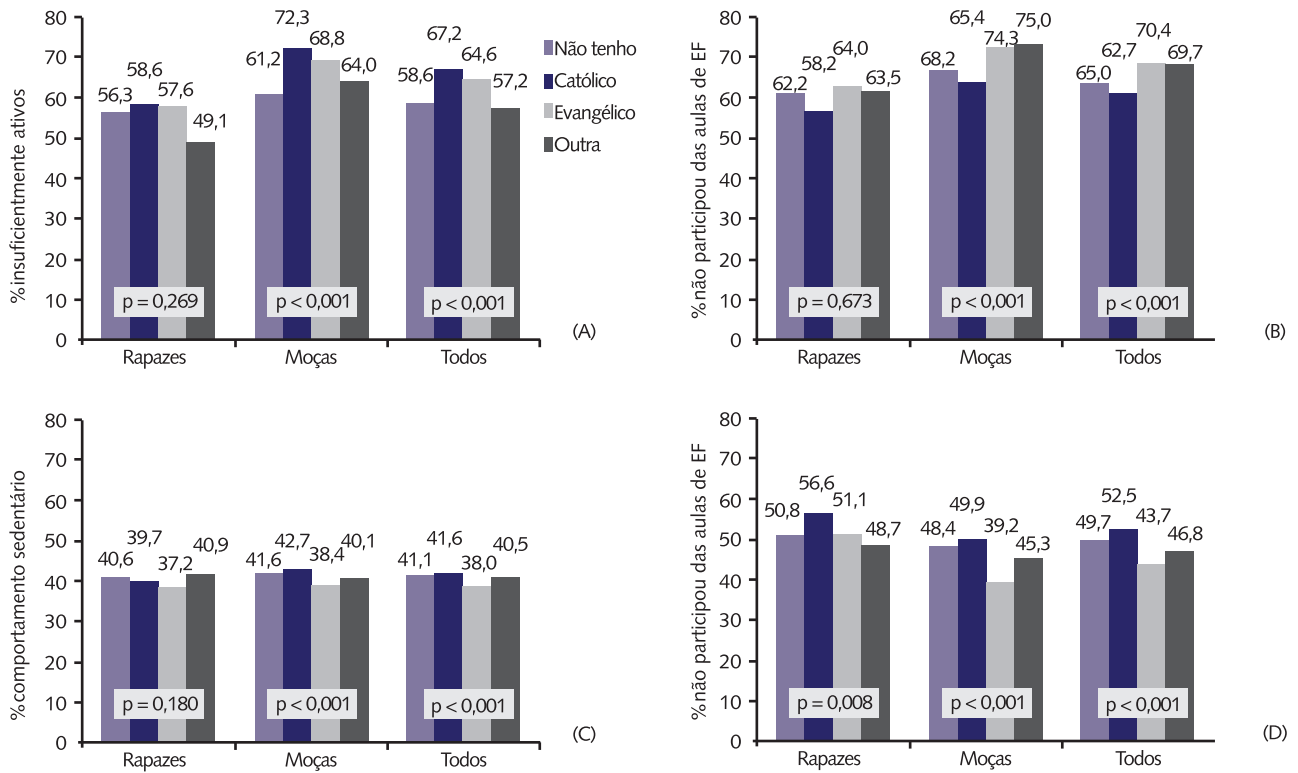 %insuficientmente ativos
80
70
60
50
40
30
20
10
0
56,3
58,6
57,6
49,1
61,2
72,3
68,8
64,0
58,6
67,2
64,6
57,2
p = 0,269
p < 0,001
p < 0,001
Rapazes
Moças
Todos
Não tenho
Católico
Evangélico
Outra
(A)
%não participou das aulas de EF
80
70
60
50
40
30
20
10
0
62,2
58,2
64,0
63,5
68,2
65,4
74,3
75,0
65,0
62,7
70,4
69,7
p = 0,673
p < 0,001
p < 0,001
Rapazes
Moças
Todos
(B)
%comportamento sedentário
80
70
60
50
40
30
20
10
0
40,6
39,7
37,2
40,9
41,6
42,7
38,4
40,1
41,1
41,6
38,0
40,5
p = 0,180
p < 0,001
p < 0,001
Rapazes
Moças
Todos
(C)
%não participou das aulas de EF
80
70
60
50
40
30
20
10
0
50,8
56,6
51,1
48,7
48,4
49,9
39,2
45,3
49,7
52,5
43,7
46,8
p = 0,008
p < 0,001
p < 0,001
Rapazes
Moças
Todos
(D)